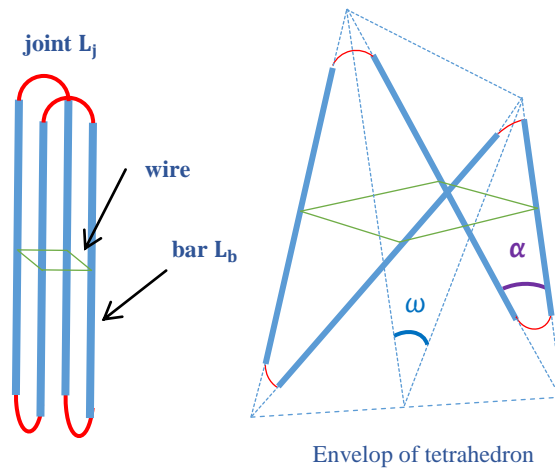 joint Lj
wire
bar Lb
α
ω
Envelop of tetrahedron